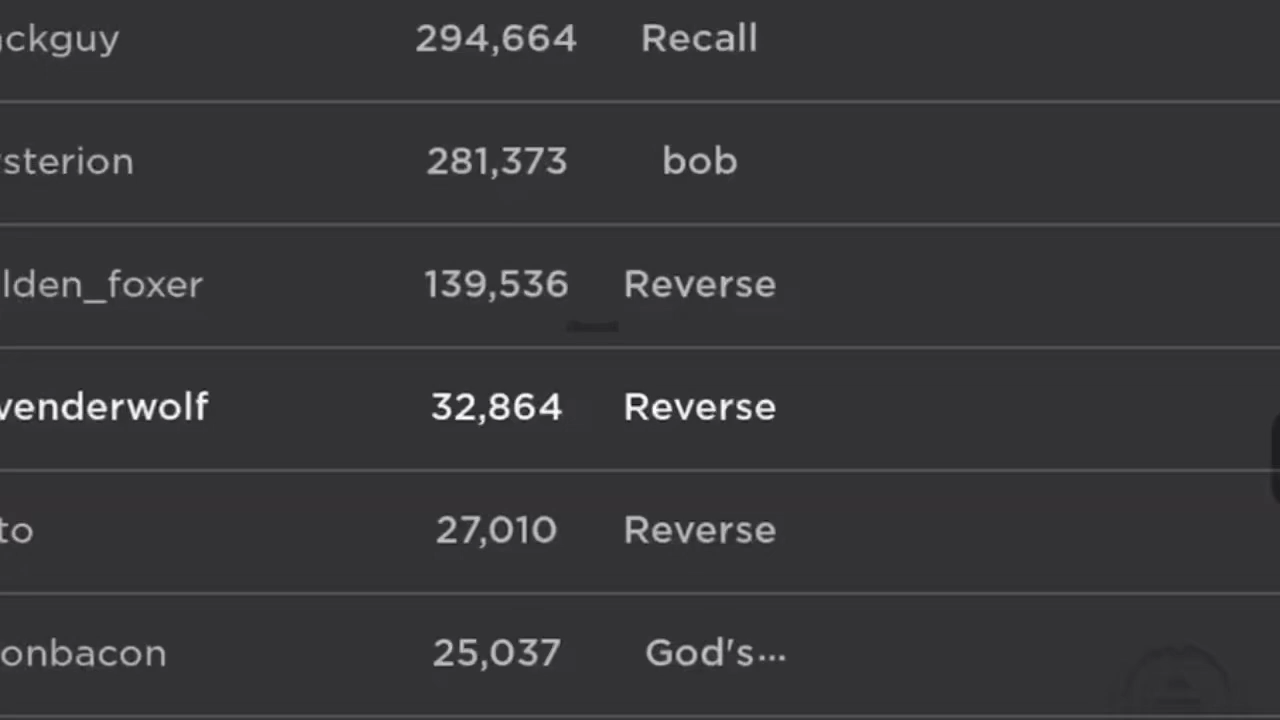 ackguy 294,664 Recall
sterion 281,373 bob
lden_foxer 139,536 Reverse
venderwolf 32,864 Reverse
to 27,010 Reverse
onbacon 25,037 God's...